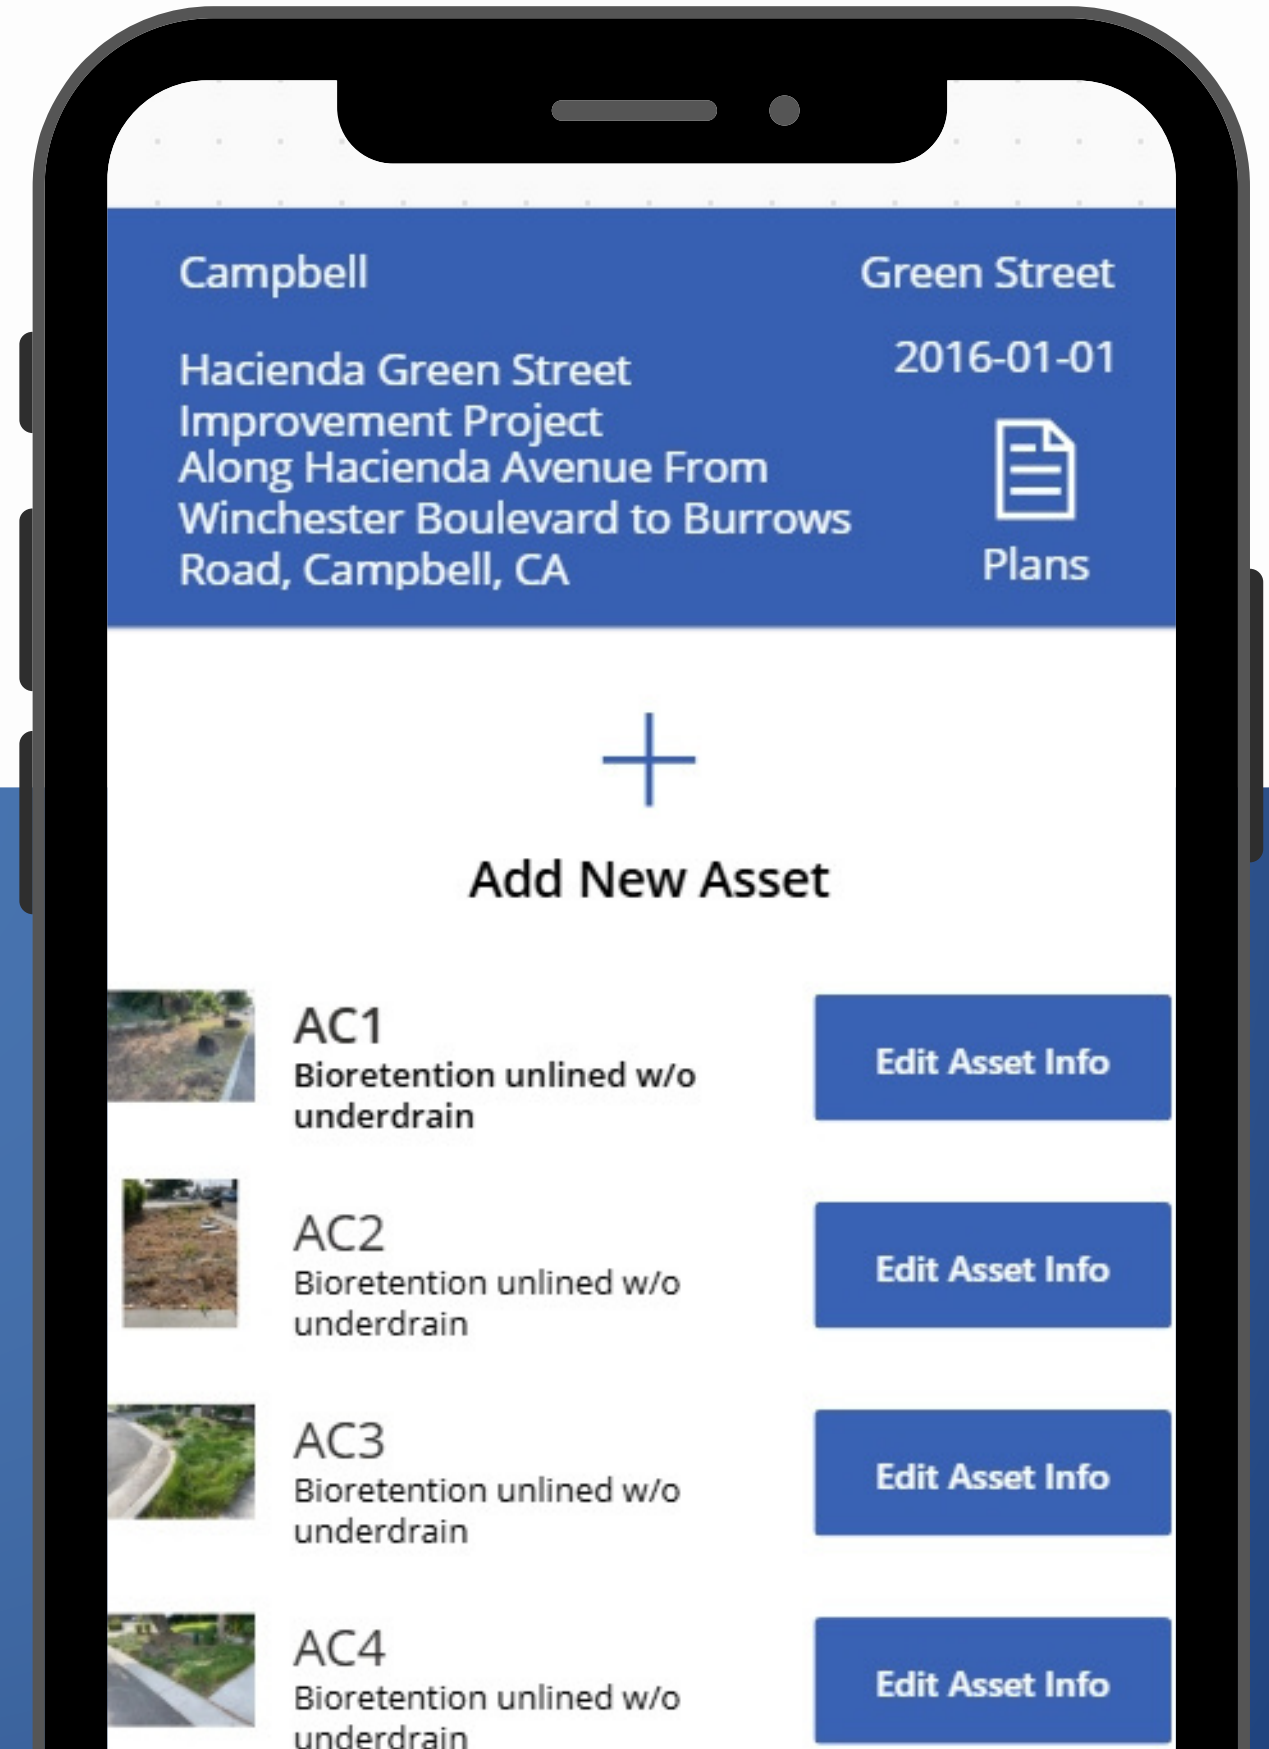 Campbell
Green Street
2016-01-01
Hacienda Green Street
Improvement Project
Along Hacienda Avenue From
Winchester Boulevard to Burrows
Road, Campbell, CA
Plans
Add New Asset
AC1
Bioretention unlined w/o
underdrain
Edit Asset Info
AC2
Bioretention unlined w/o
underdrain
Edit Asset Info
AC3
Bioretention unlined w/o
underdrain
Edit Asset Info
AC4
Bioretention unlined w/o
underdrain
Edit Asset Info